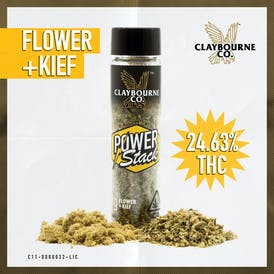 FLOWER
+KIEF
CLAYBOURNE
CO.
CLAYBOURNE
CO.
POWER
Stack
24.63%
THC
FLOWER
+KIEF
C11-0000032-LIC